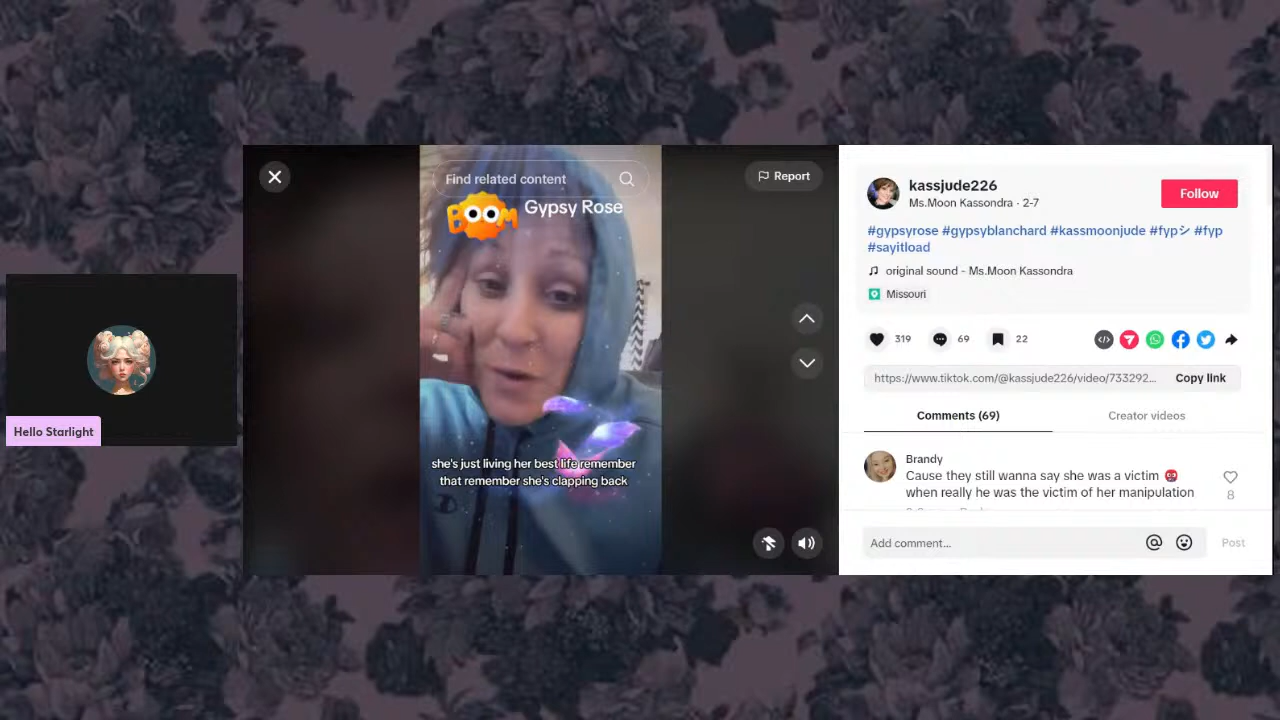 Hello Starlight
Find related content
BOOM Gypsy Rose
she's just living her best life remember
that remember she's clapping back
Report
kassjude226
Ms.Moon Kassondra · 2-7
Follow
#gypsyrose #gypsyblanchard #kassmoonjude #fypシ #fyp
#sayitload
original sound - Ms.Moon Kassondra
Missouri
319
69
22
https://www.tiktok.com/@kassjude226/video/733292...
Copy link
Comments (69)
Creator videos
Brandy
Cause they still wanna say she was a victim
when really he was the victim of her manipulation
8
Add comment...
Post